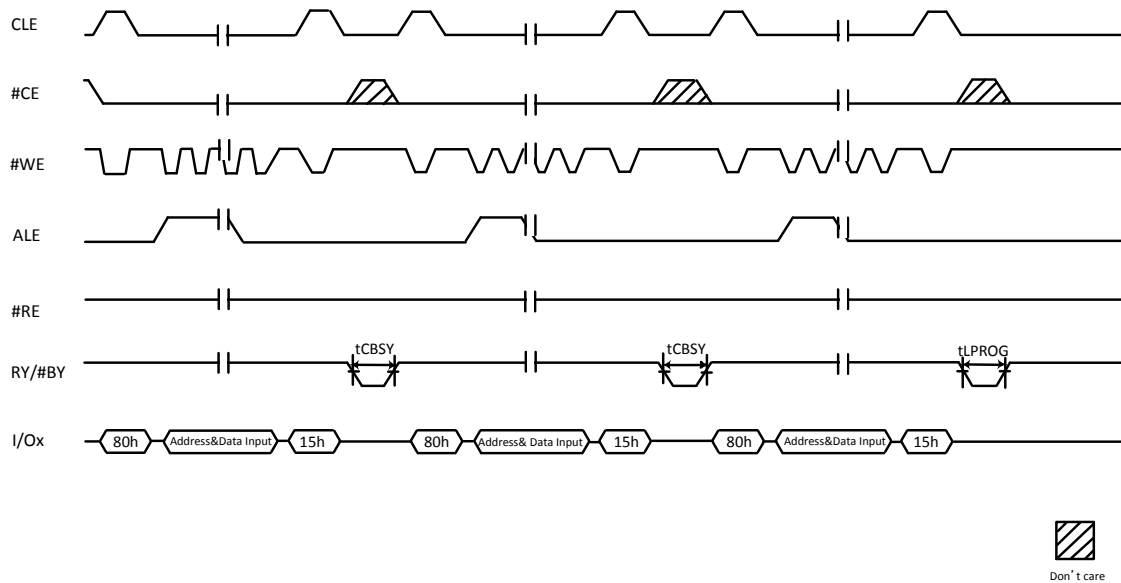 CLE
#CE
#WE
ALE
#RE
tCBSY tCBSY tLPROG
RY/#BY
I/Ox 80h Address&Data Input 15h 80h Address& Data Input 15h 80h Address&Data Input 15h
Don’t care